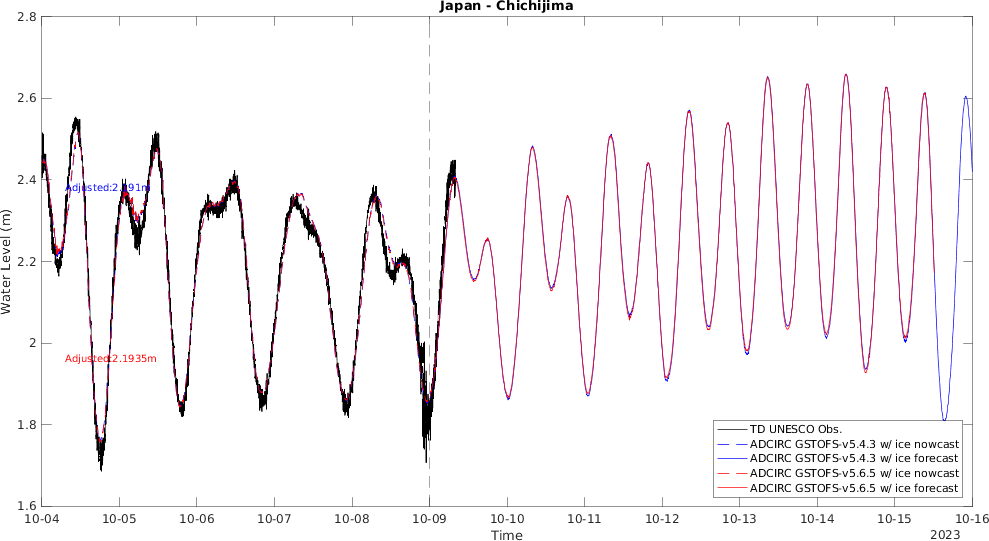 Japan - Chichijima
2.8
2.6
2.4
2.2
2
1.8
1.6
Water Level (m)
Adjusted:2.191m
Adjusted:2.1935m
TD UNESCO Obs.
ADCIRC GSTOFS-v5.4.3 w/ ice nowcast
ADCIRC GSTOFS-v5.4.3 w/ ice forecast
ADCIRC GSTOFS-v5.6.5 w/ ice nowcast
ADCIRC GSTOFS-v5.6.5 w/ ice forecast
10-04 10-05 10-06 10-07 10-08 10-09 10-10 10-11 10-12 10-13 10-14 10-15 10-16
Time
2023